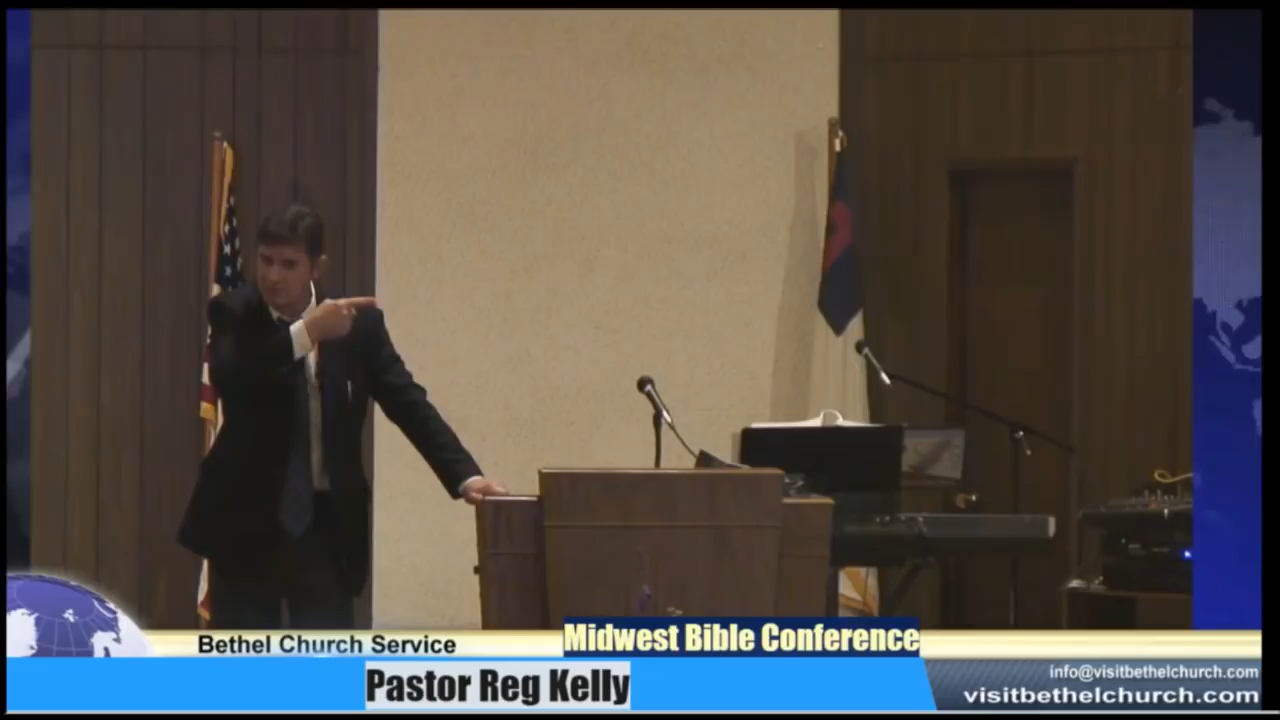 Bethel Church Service
Midwest Bible Conference
Pastor Reg Kelly
info@visitbethelchurch.com
visitbethelchurch.com